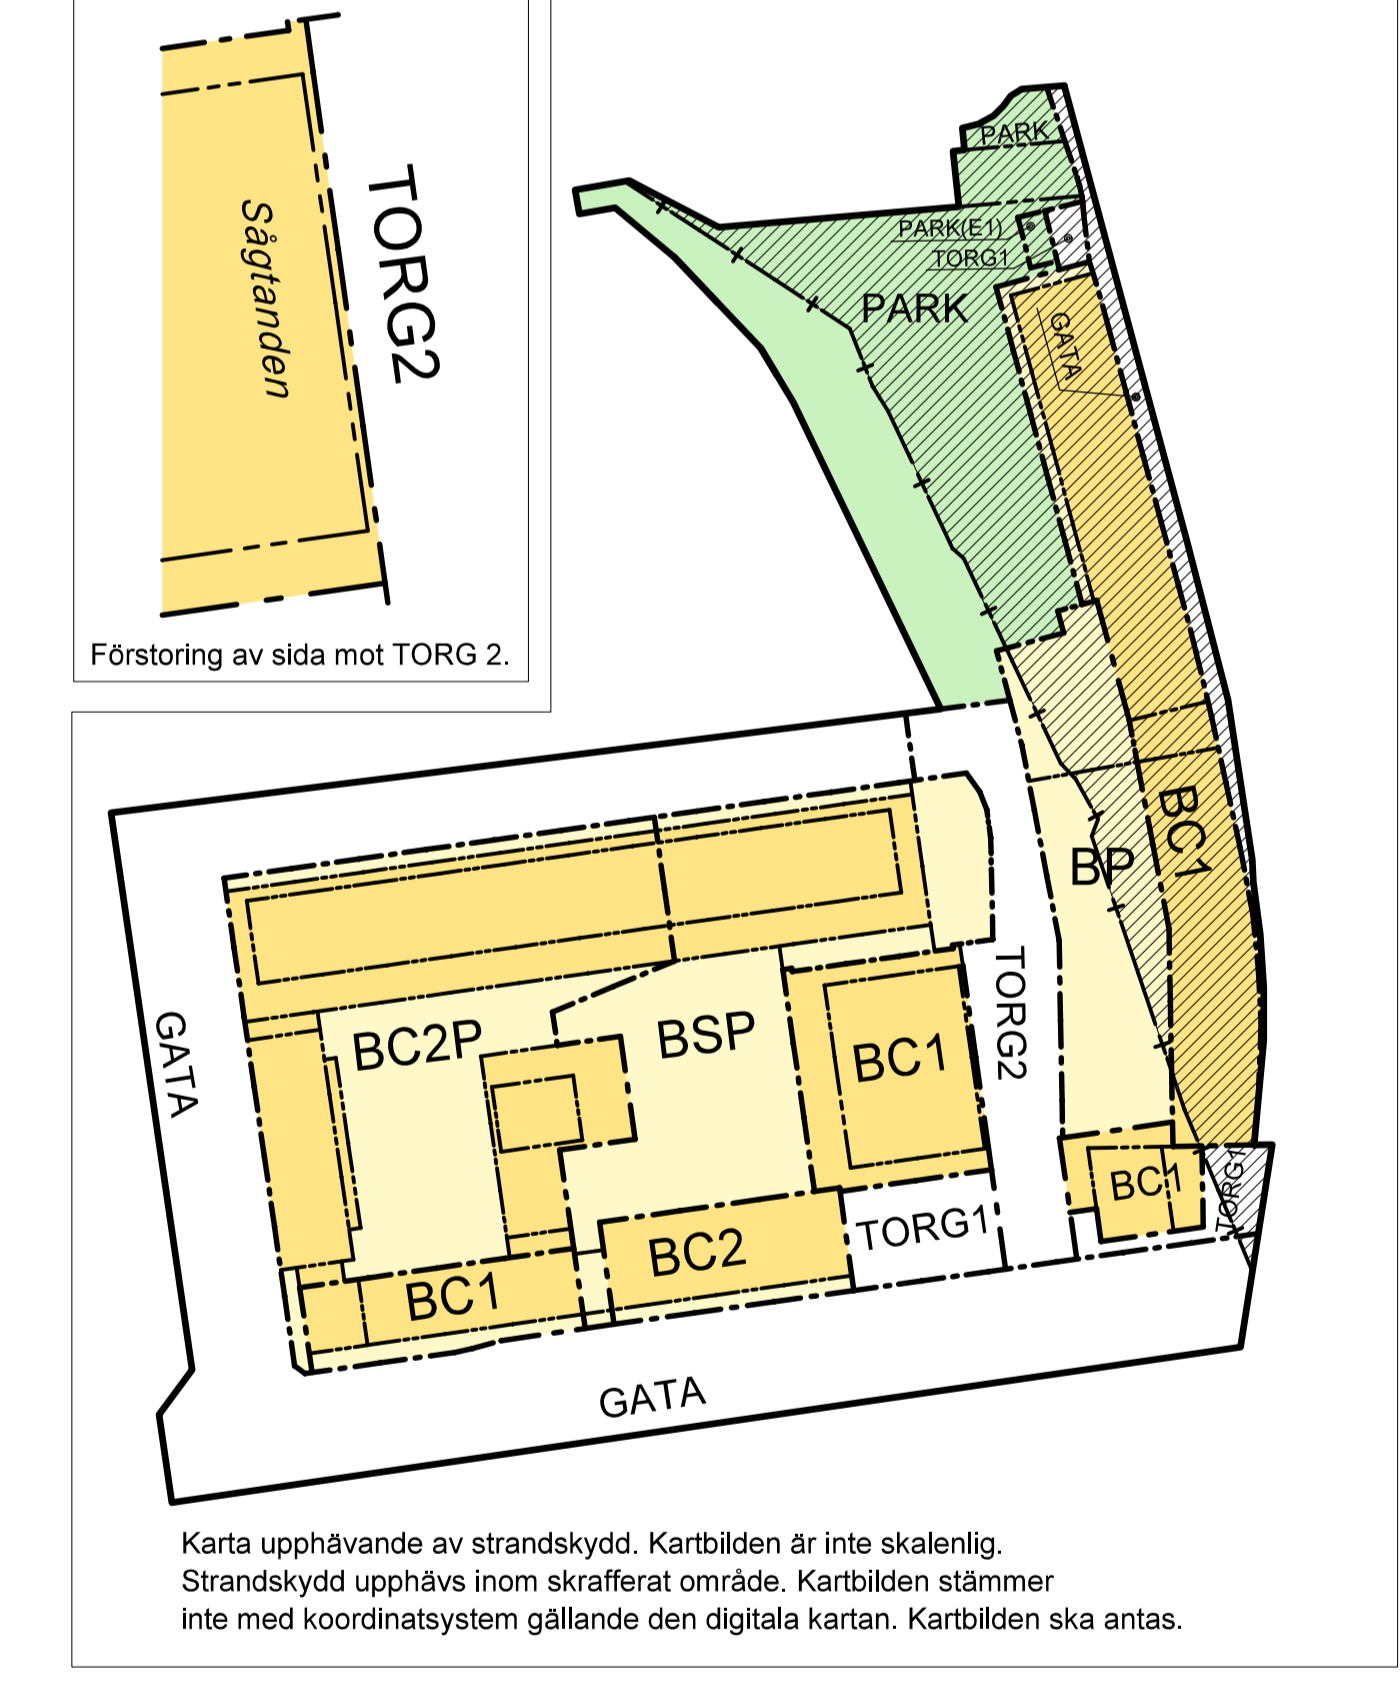 TORG2
Sågtanden
Förstoring av sida mot TORG 2.
PARK
PARK(E1)
TORG1
PARK
GATA
BC1
BP
TORG2
GATA
BC2P
BSP
BC1
BC1
TORG1
TORG1
BC2
BC1
GATA
Karta upphävande av strandskydd. Kartbilden är inte skalenlig.
Strandskydd upphävs inom skrafferat område. Kartbilden stämmer
inte med koordinatsystem gällande den digitala kartan. Kartbilden ska antas.